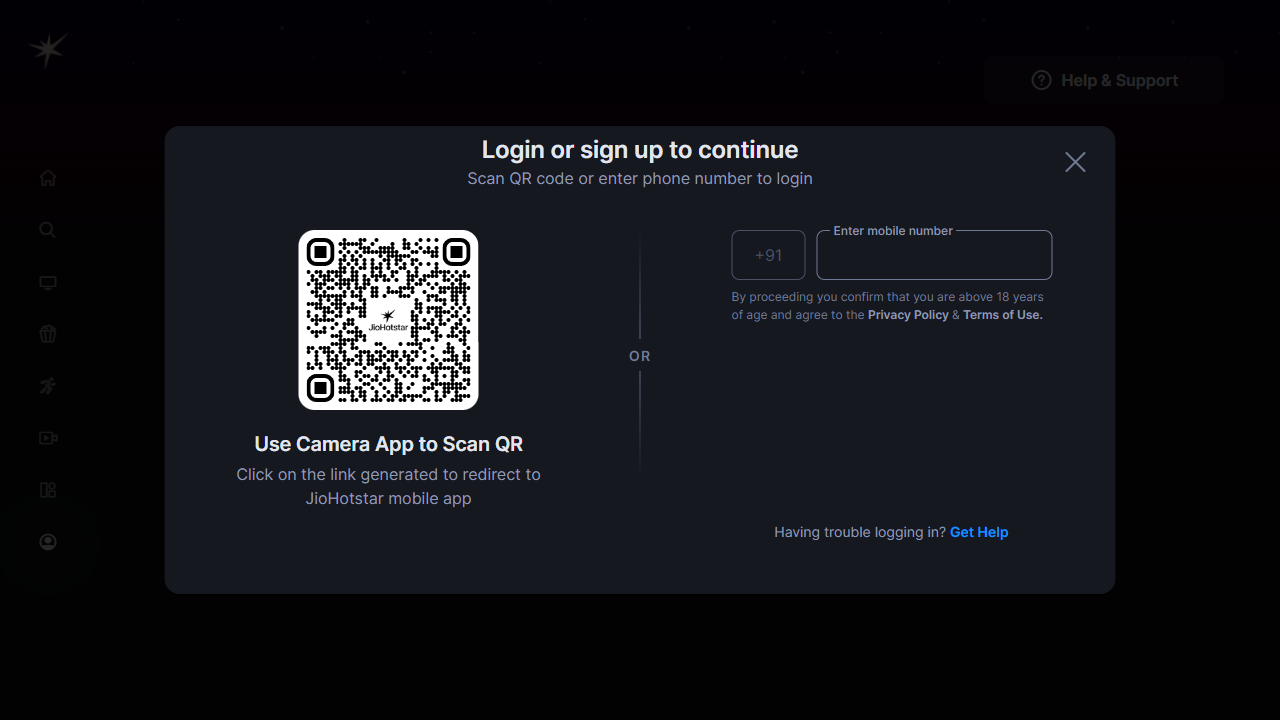 Help & Support
Login or sign up to continue
Scan QR code or enter phone number to login
JioHotstar
Use Camera App to Scan QR
Click on the link generated to redirect to
JioHotstar mobile app
OR
Enter mobile number
+91
By proceeding you confirm that you are above 18 years
of age and agree to the Privacy Policy & Terms of Use.
Having trouble logging in? Get Help